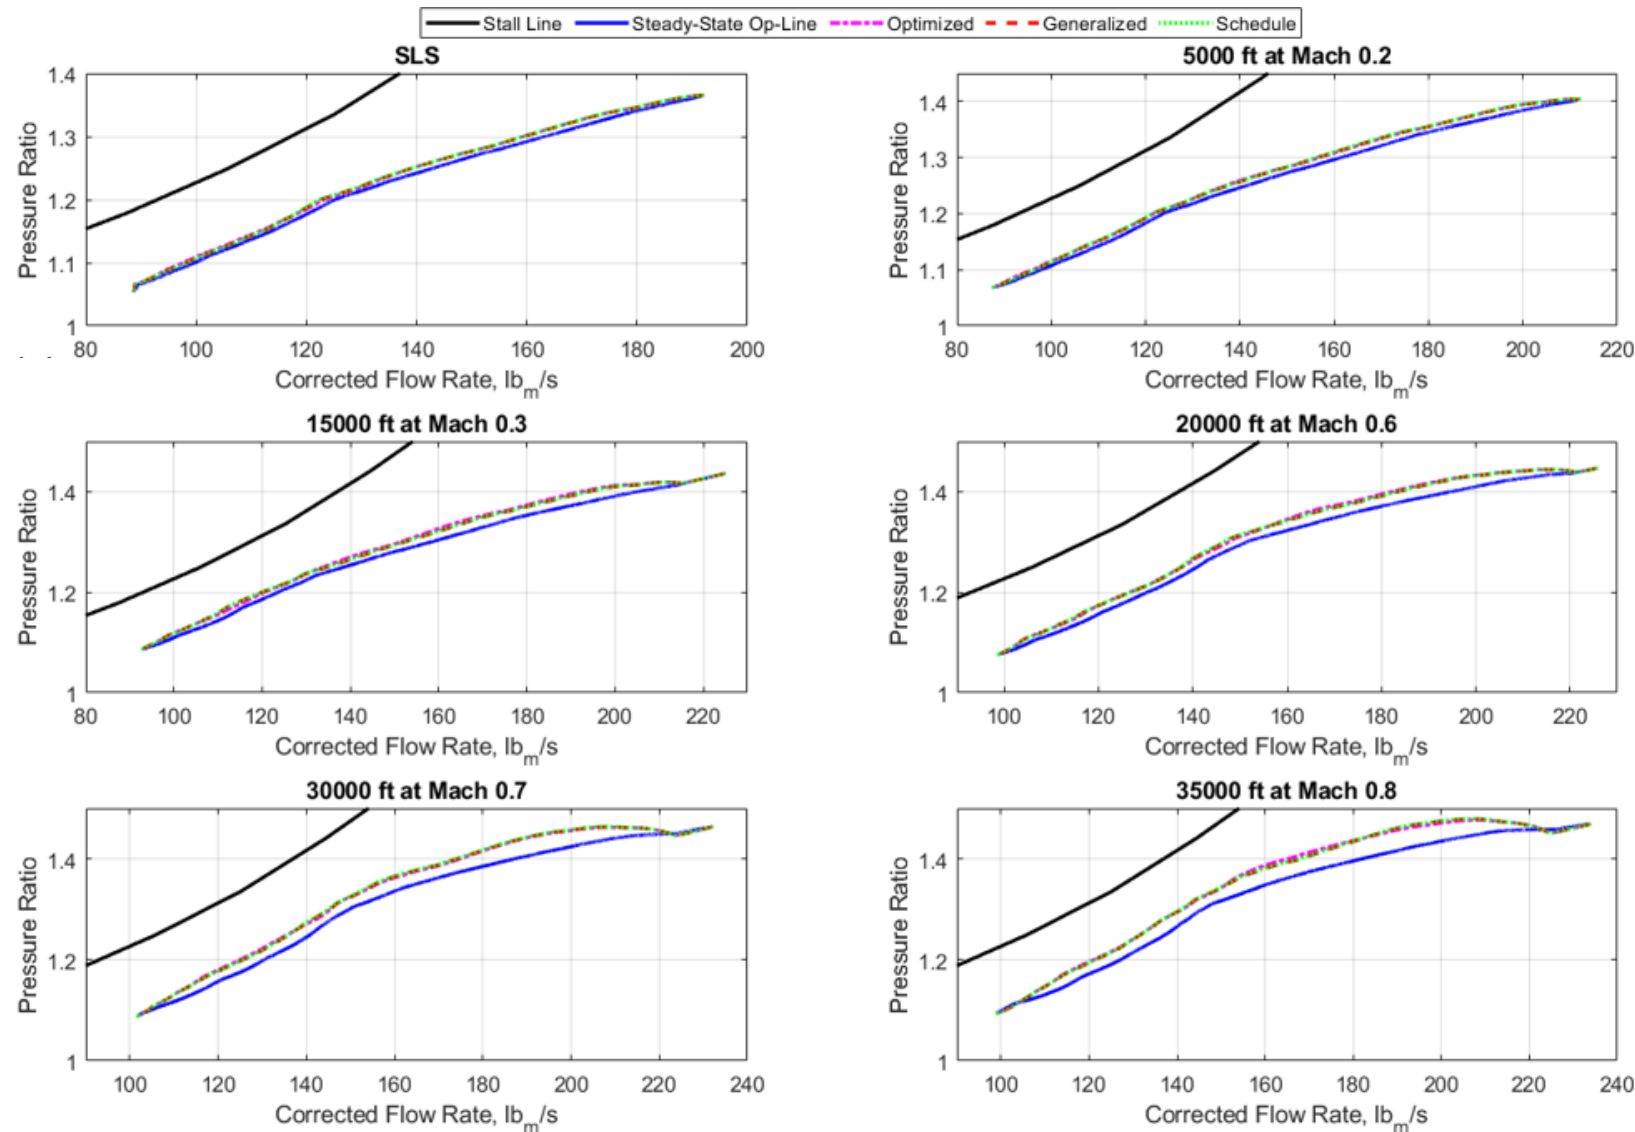 Stall Line Steady-State Op-Line Optimized Generalized Schedule
SLS
Pressure Ratio
1.4
1.3
1.2
1.1
1
80 100 120 140 160 180 200
Corrected Flow Rate, lbm/s
5000 ft at Mach 0.2
Pressure Ratio
1.4
1.3
1.2
1.1
1
80 100 120 140 160 180 200 220
Corrected Flow Rate, lbm/s
15000 ft at Mach 0.3
Pressure Ratio
1.4
1.2
1
80 100 120 140 160 180 200 220
Corrected Flow Rate, lbm/s
20000 ft at Mach 0.6
Pressure Ratio
1.4
1.2
1
100 120 140 160 180 200 220
Corrected Flow Rate, lbm/s
30000 ft at Mach 0.7
Pressure Ratio
1.4
1.2
1
100 120 140 160 180 200 220 240
Corrected Flow Rate, lbm/s
35000 ft at Mach 0.8
Pressure Ratio
1.4
1.2
1
100 120 140 160 180 200 220 240
Corrected Flow Rate, lbm/s